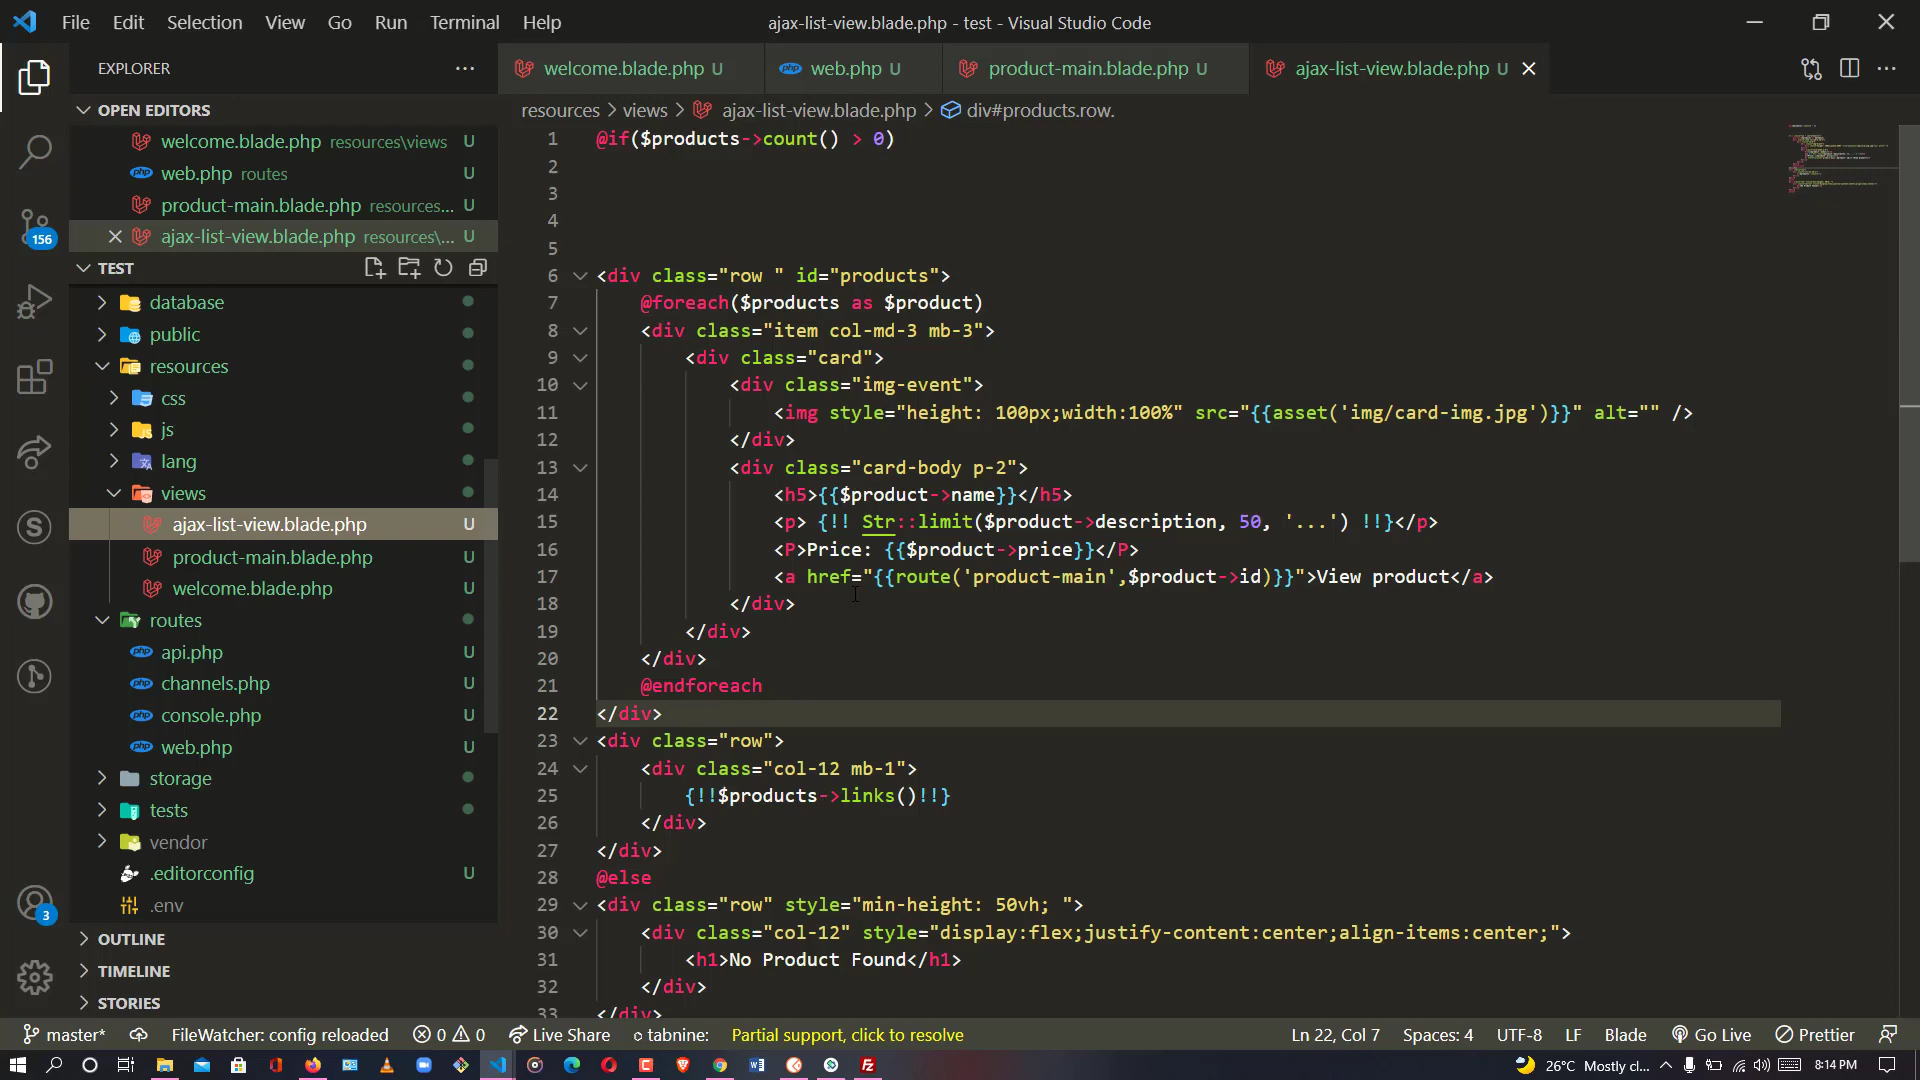 File Edit Selection View Go Run Terminal Help
ajax-list-view.blade.php - test - Visual Studio Code
EXPLORER
OPEN EDITORS
welcome.blade.php resources\views U
web.php routes U
product-main.blade.php resources... U
ajax-list-view.blade.php resources\... U
TEST
database
public
resources
css
js
lang
views
ajax-list-view.blade.php U
product-main.blade.php U
welcome.blade.php U
routes
api.php U
channels.php U
console.php U
web.php U
storage
tests
vendor
.editorconfig U
.env
OUTLINE
TIMELINE
STORIES
156
3
welcome.blade.php U
web.php U
product-main.blade.php U
ajax-list-view.blade.php U
resources > views > ajax-list-view.blade.php > div#products.row.
1 @if($products->count() > 0)
2
3
4
5
6 <div class="row " id="products">
7 @foreach($products as $product)
8 <div class="item col-md-3 mb-3">
9 <div class="card">
10 <div class="img-event">
11 <img style="height: 100px;width:100%" src="{{asset('img/card-img.jpg')}}" alt="" />
12 </div>
13 <div class="card-body p-2">
14 <h5>{{$product->name}}</h5>
15 <p> {!! Str::limit($product->description, 50, '...') !!}</p>
16 <P>Price: {{$product->price}}</P>
17 <a href="{{route('product-main',$product->id)}}">View product</a>
18 </div>
19 </div>
20 </div>
21 @endforeach
22 </div>
23 <div class="row">
24 <div class="col-12 mb-1">
25 {!!$products->links()!!}
26 </div>
27 </div>
28 @else
29 <div class="row" style="min-height: 50vh; ">
30 <div class="col-12" style="display:flex;justify-content:center;align-items:center;">
31 <h1>No Product Found</h1>
32 </div>
33 </div>
master* FileWatcher: config reloaded 0 0 Live Share tabnine: Partial support, click to resolve Ln 22, Col 7 Spaces: 4 UTF-8 LF Blade Go Live Prettier
26°C Mostly cl... 8:14 PM